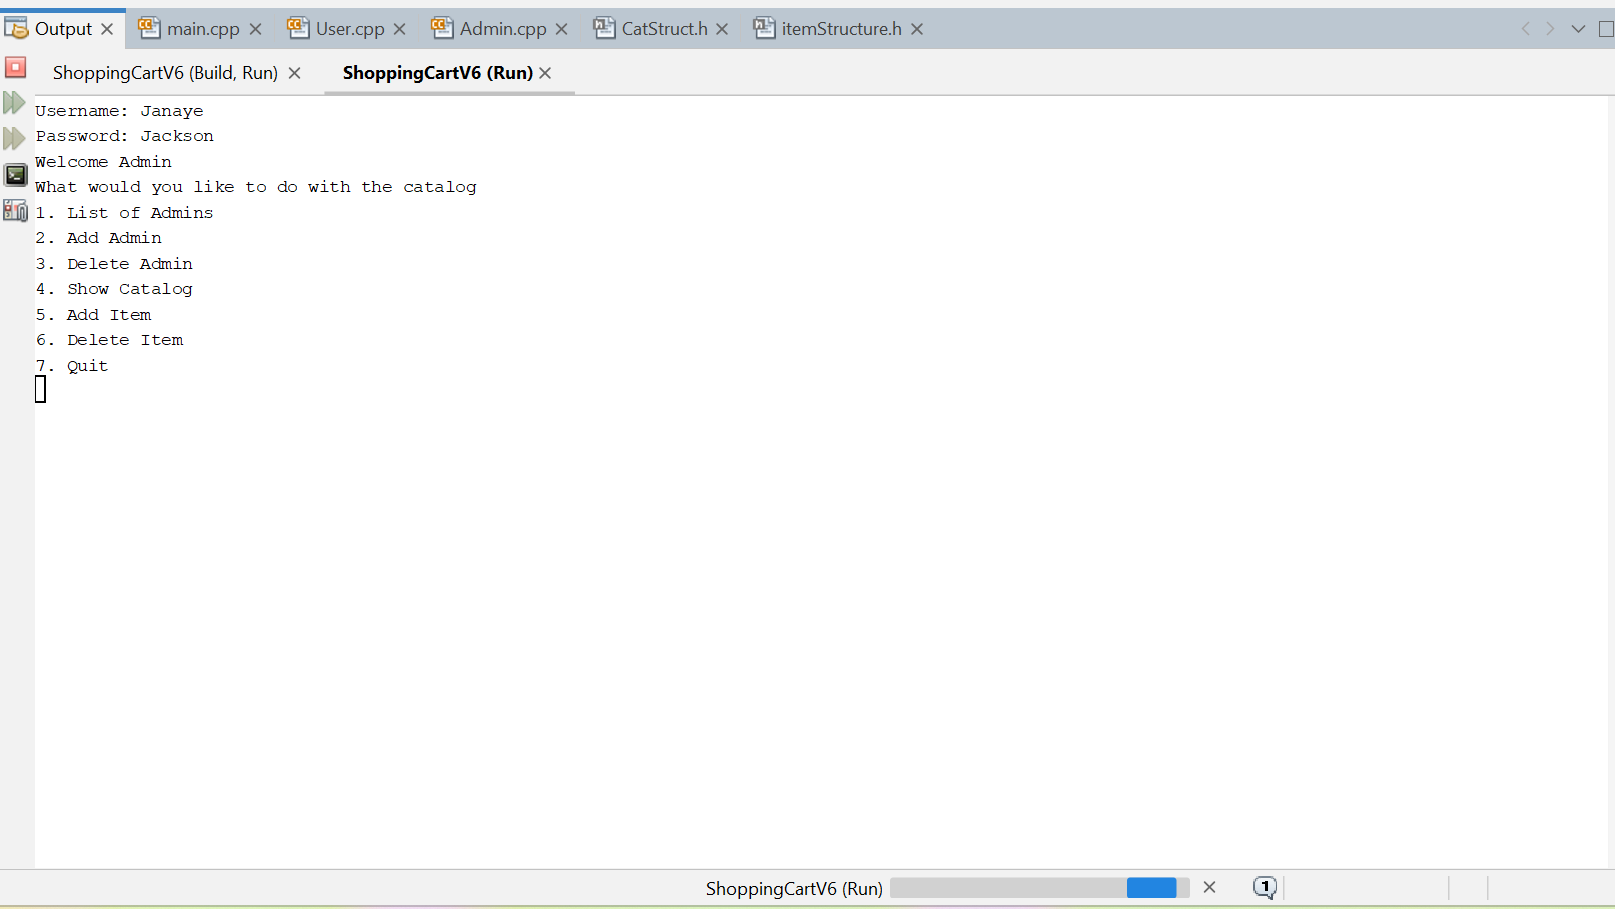 Output main.cpp User.cpp Admin.cpp CatStruct.h itemStructure.h
ShoppingCartV6 (Build, Run) ShoppingCartV6 (Run)
Username: Janaye
Password: Jackson
Welcome Admin
What would you like to do with the catalog
1. List of Admins
2. Add Admin
3. Delete Admin
4. Show Catalog
5. Add Item
6. Delete Item
7. Quit
ShoppingCartV6 (Run) 1